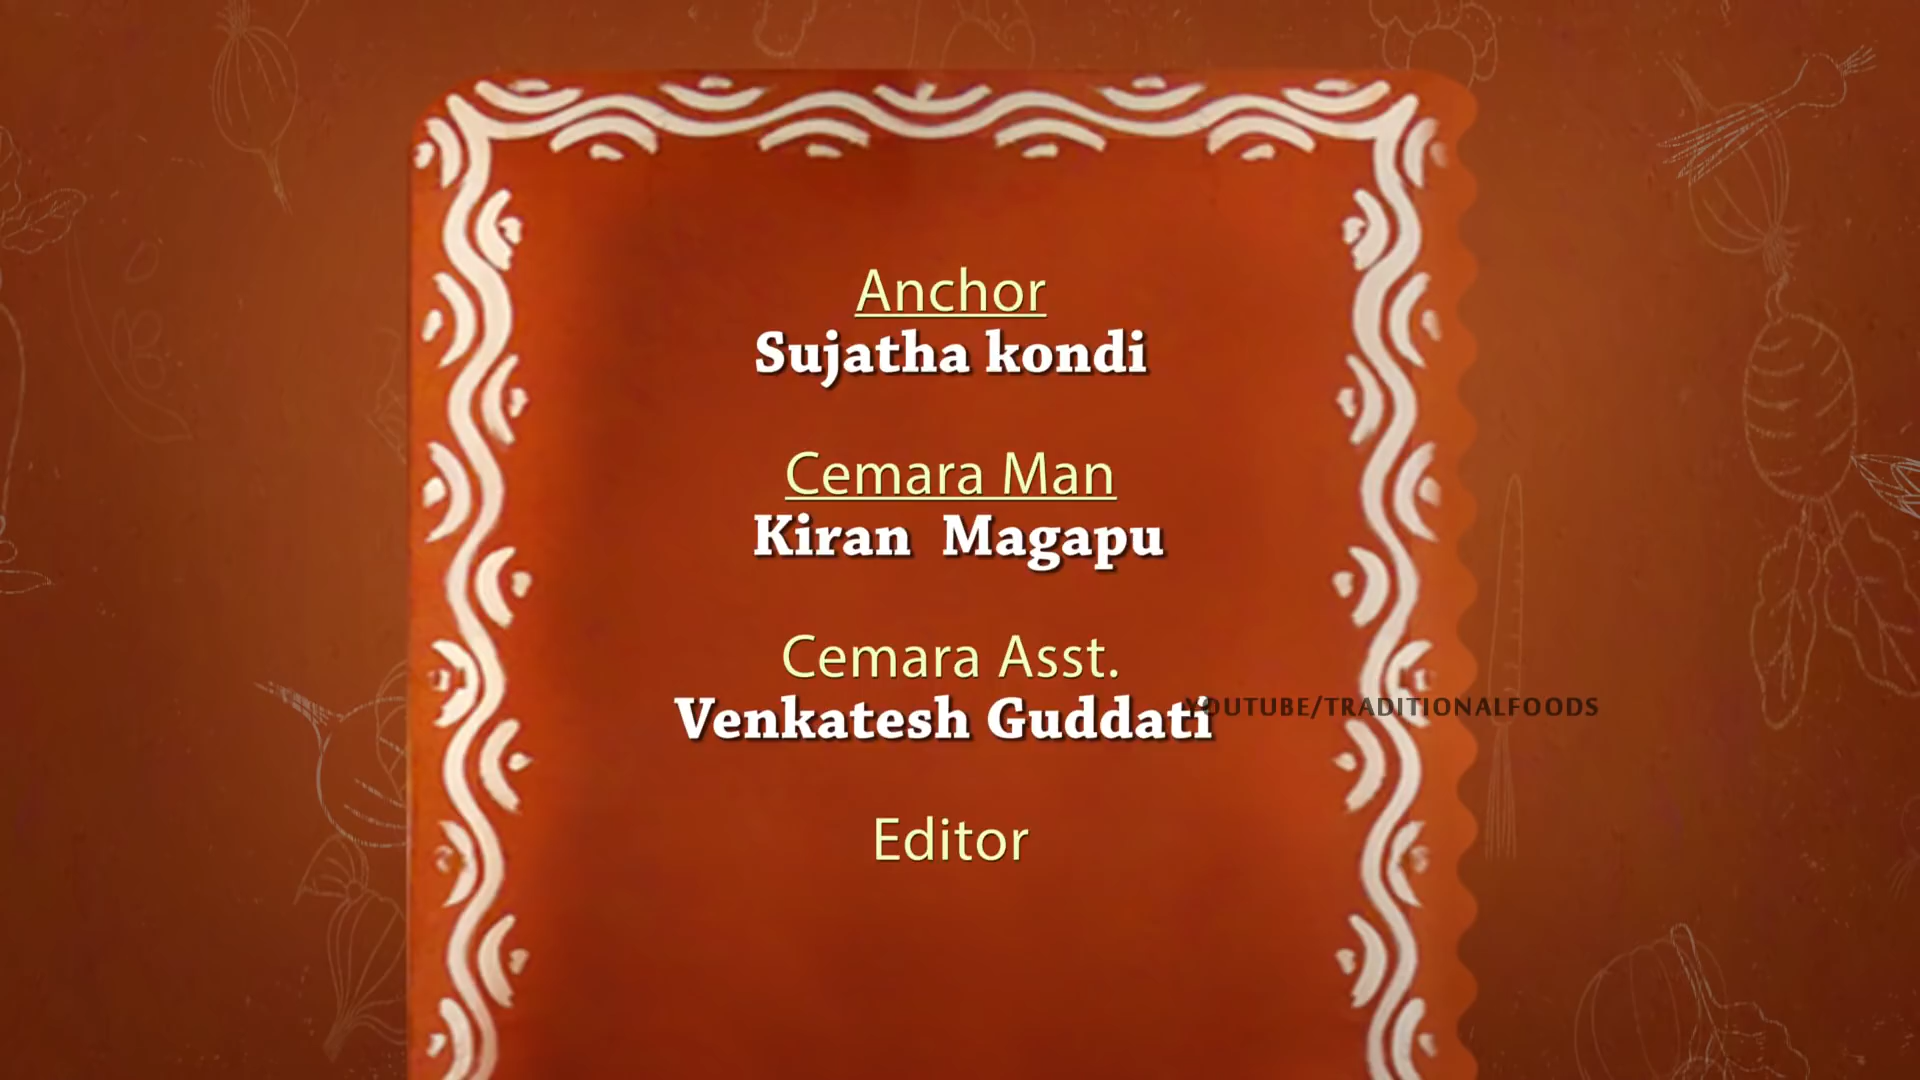 Anchor
Sujatha kondi
Cemara Man
Kiran Magapu
Cemara Asst.
Venkatesh Guddati
YOUTUBE/TRADITIONALFOODS
Editor